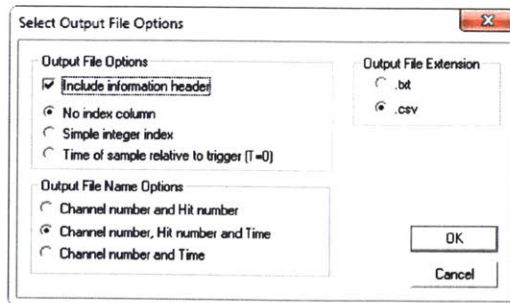 Select Output File Options
Output File Options
Include information header
No index column
Simple integer index
Time of sample relative to trigger (T=0)
Output File Extension
.txt
.csv
Output File Name Options
Channel number and Hit number
Channel number, Hit number and Time
Channel number and Time
OK
Cancel